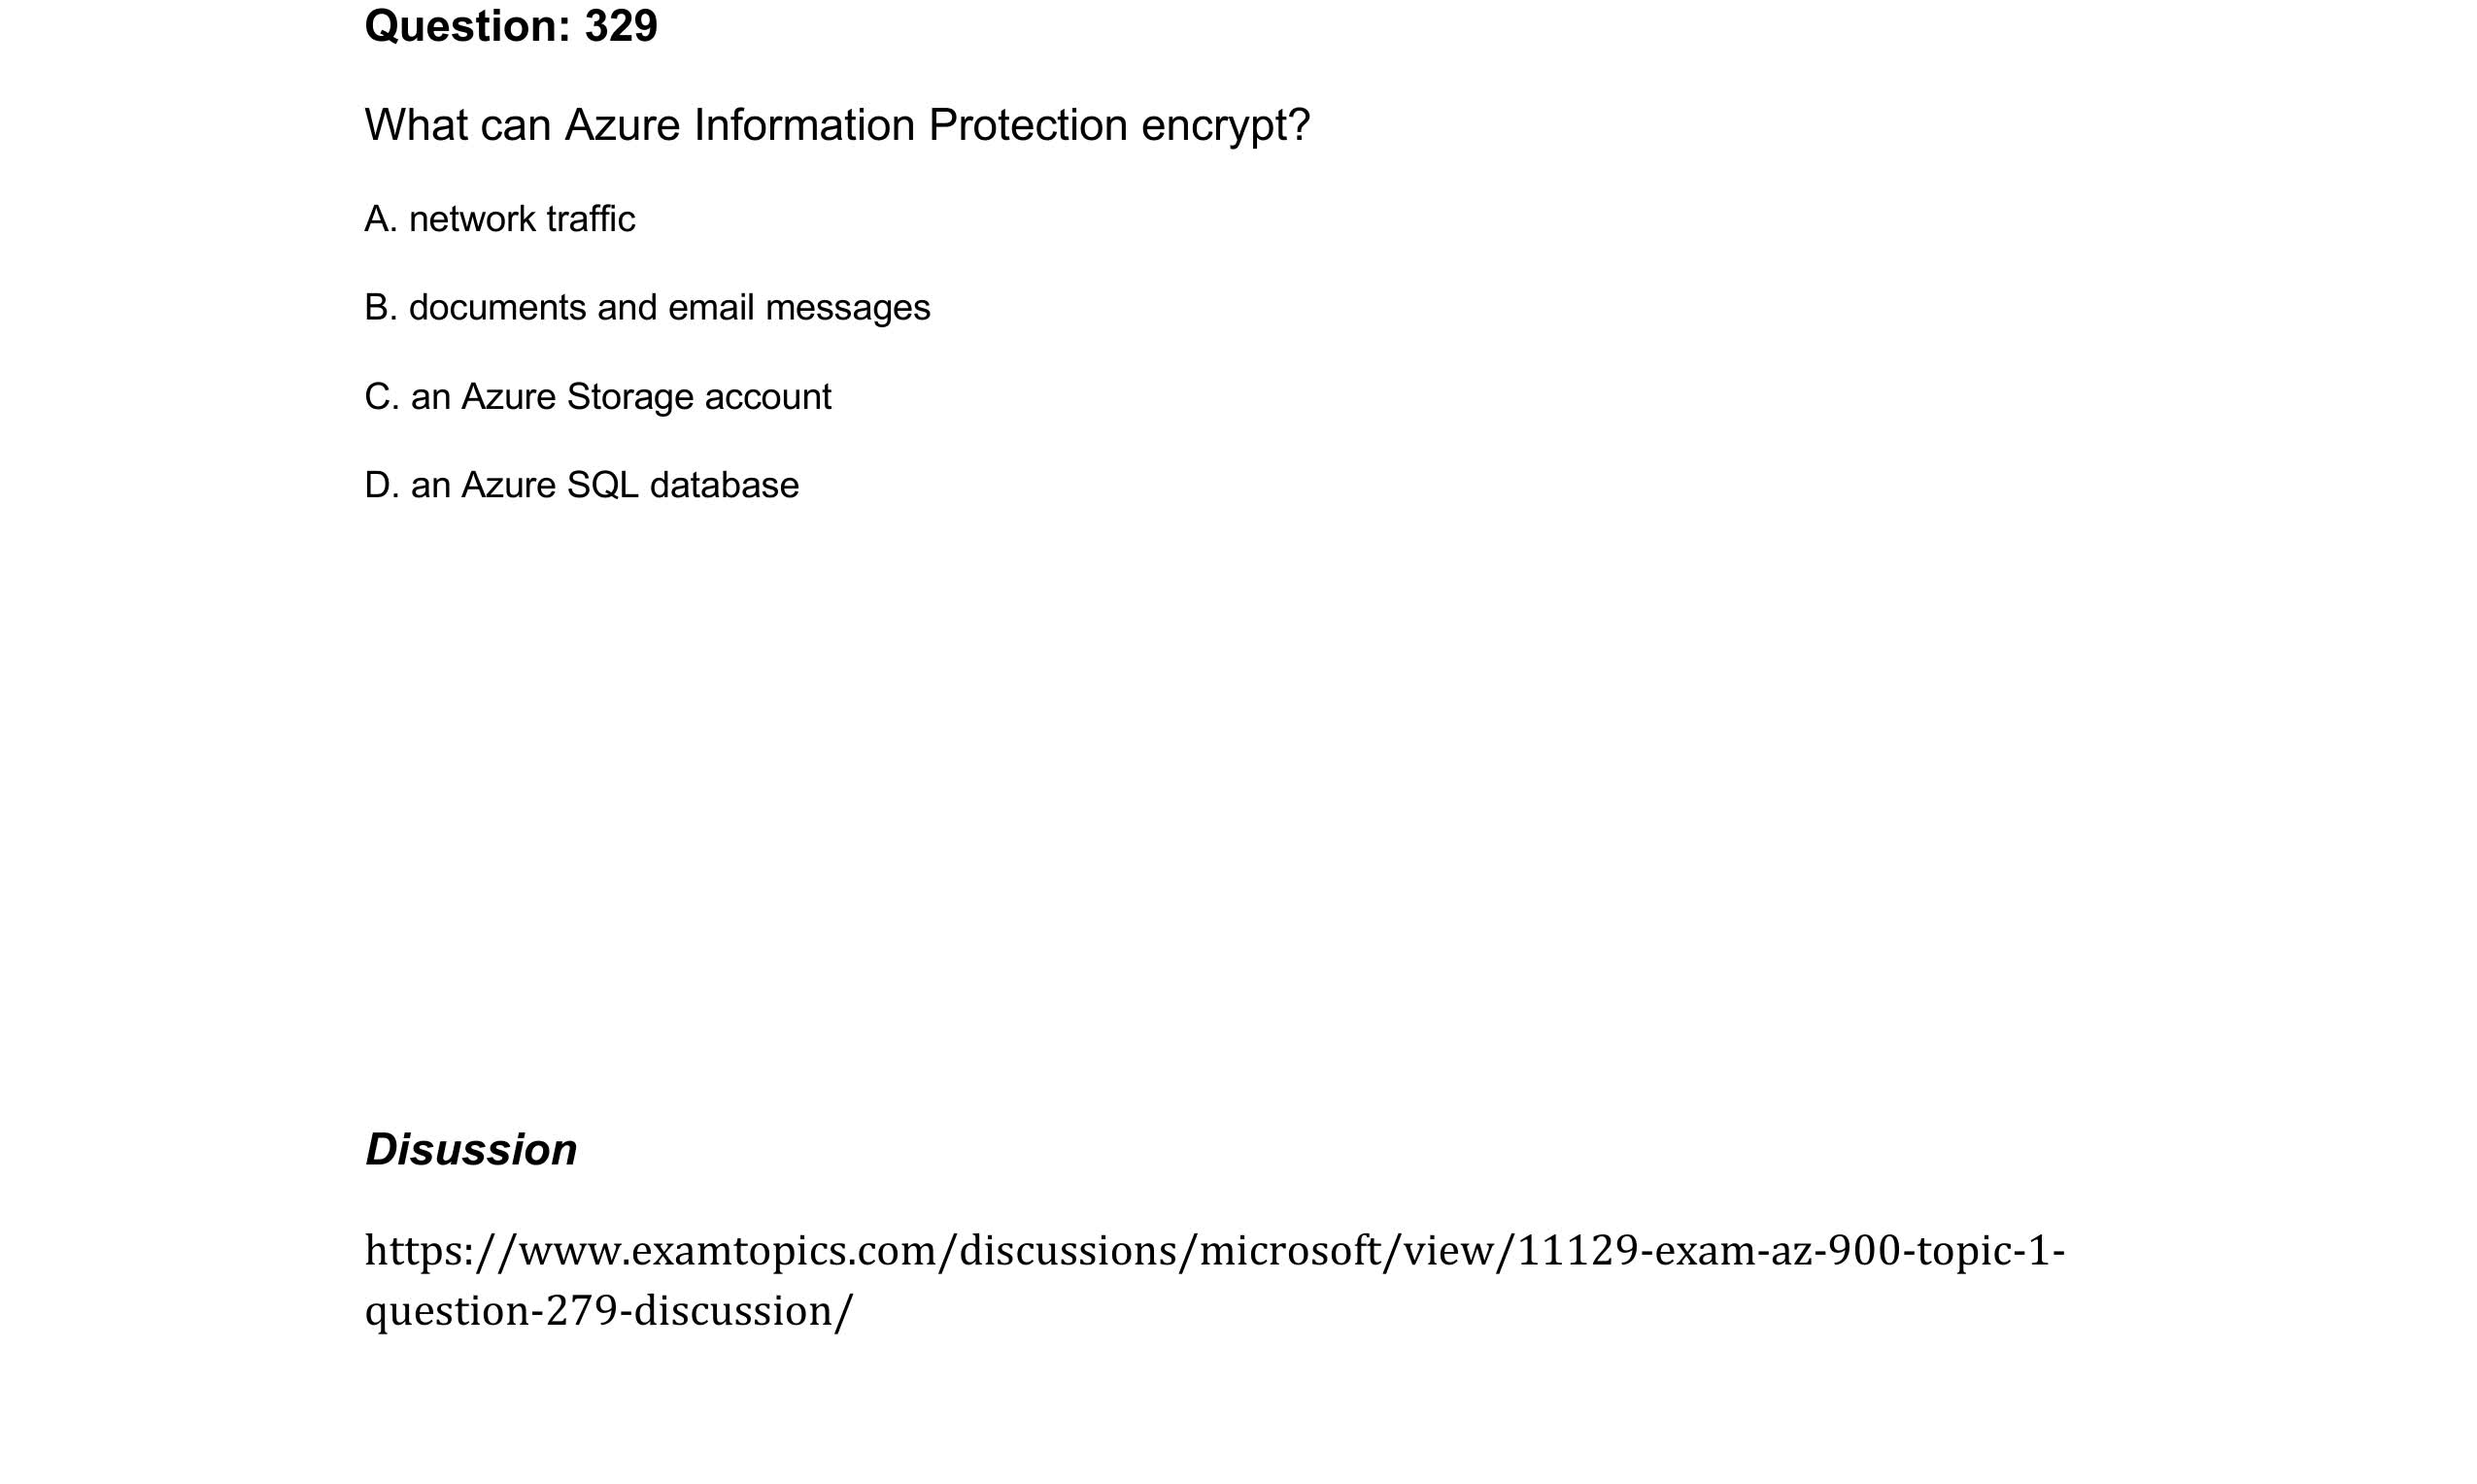 Question: 329
What can Azure Information Protection encrypt?
A. network traffic
B. documents and email messages
C. an Azure Storage account
D. an Azure SQL database
Disussion
https://www.examtopics.com/discussions/microsoft/view/11129-exam-az-900-topic-1-
question-279-discussion/